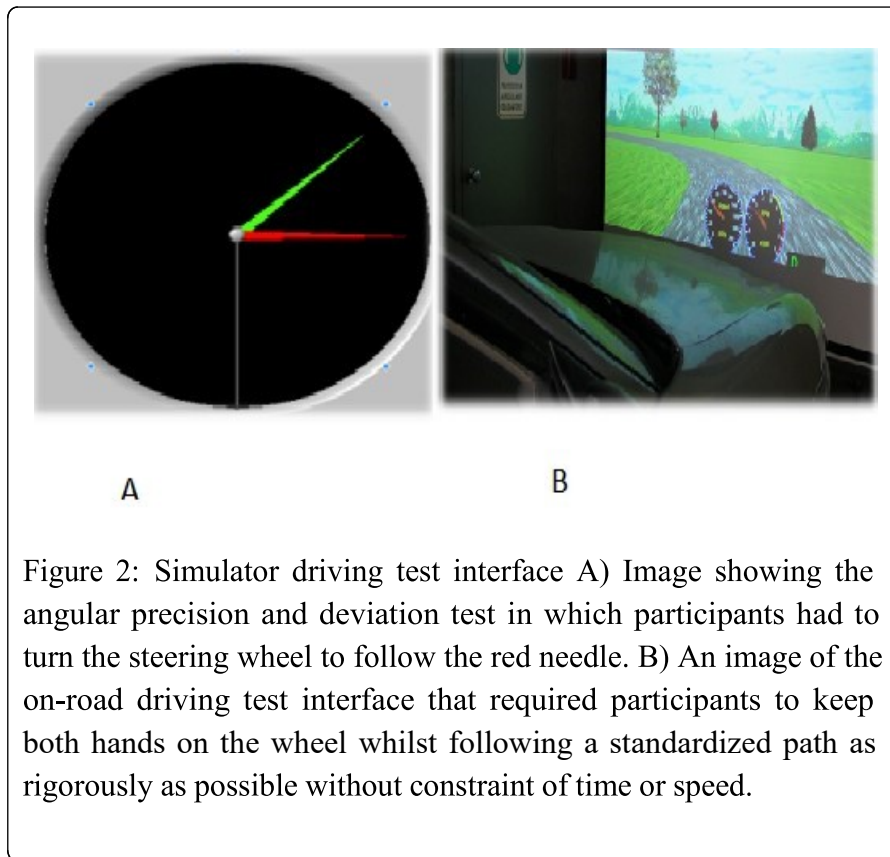 A
B
Figure 2: Simulator driving test interface A) Image showing the
angular precision and deviation test in which participants had to
turn the steering wheel to follow the red needle. B) An image of the
on-road driving test interface that required participants to keep
both hands on the wheel whilst following a standardized path as
rigorously as possible without constraint of time or speed.